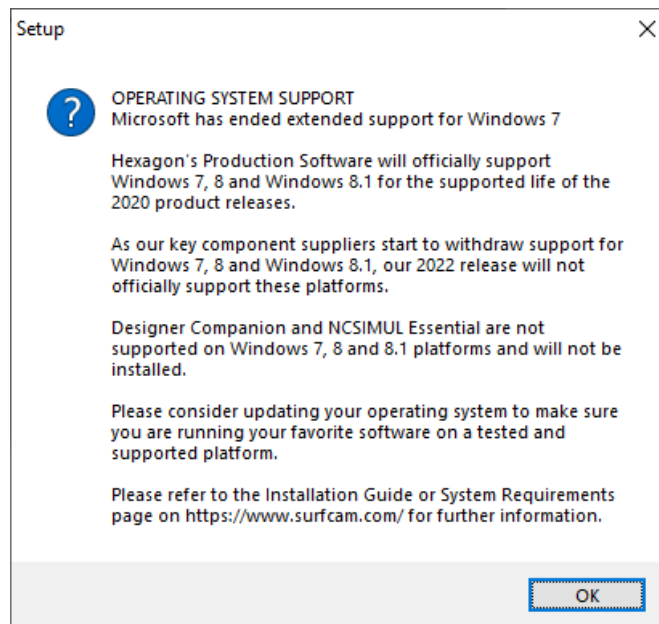 Setup
OPERATING SYSTEM SUPPORT
Microsoft has ended extended support for Windows 7
Hexagon's Production Software will officially support
Windows 7, 8 and Windows 8.1 for the supported life of the
2020 product releases.
As our key component suppliers start to withdraw support for
Windows 7, 8 and Windows 8.1, our 2022 release will not
officially support these platforms.
Designer Companion and NCSIMUL Essential are not
supported on Windows 7, 8 and 8.1 platforms and will not be
installed.
Please consider updating your operating system to make sure
you are running your favorite software on a tested and
supported platform.
Please refer to the Installation Guide or System Requirements
page on https://www.surfcam.com/ for further information.
OK